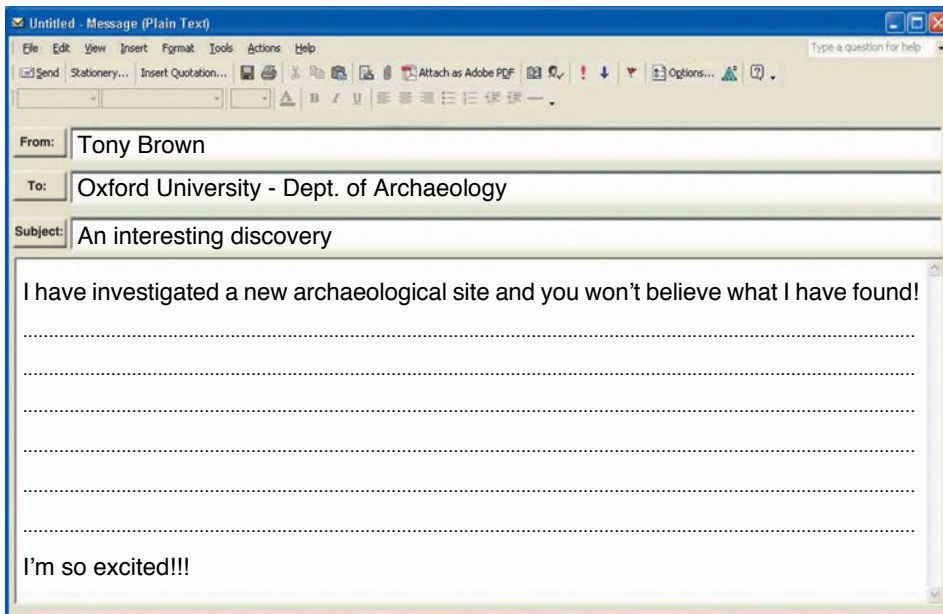 Untitled - Message (Plain Text)
File Edit View Insert Format Tools Actions Help Type a question for help
Send Stationery... Insert Quotation... Attach as Adobe PDF Options...
A B I U
From: Tony Brown
To: Oxford University - Dept. of Archaeology
Subject: An interesting discovery
I have investigated a new archaeological site and you won't believe what I have found!
................................................................................
................................................................................
................................................................................
................................................................................
................................................................................
................................................................................
I'm so excited!!!